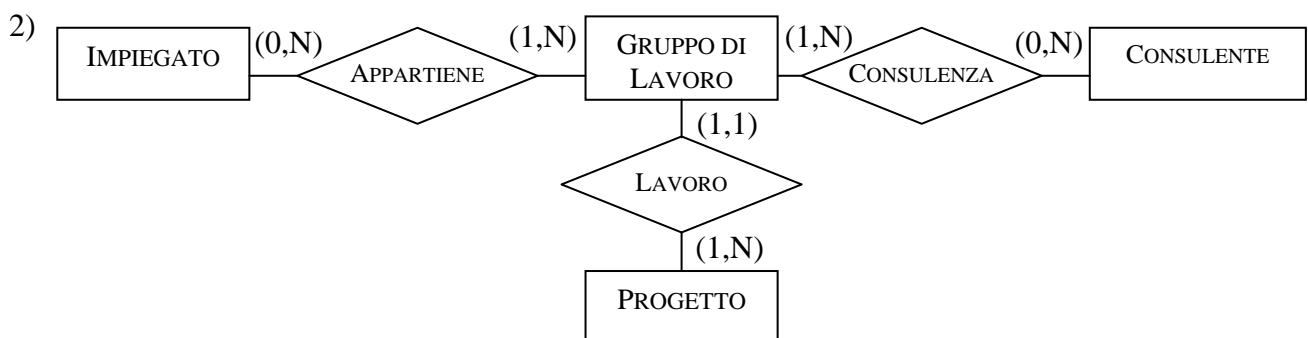 2)
IMPIEGATO
(0,N)
APPARTIENE
(1,N)
GRUPPO DI
LAVORO
(1,N)
CONSULENZA
(0,N)
CONSULENTE
(1,1)
LAVORO
(1,N)
PROGETTO